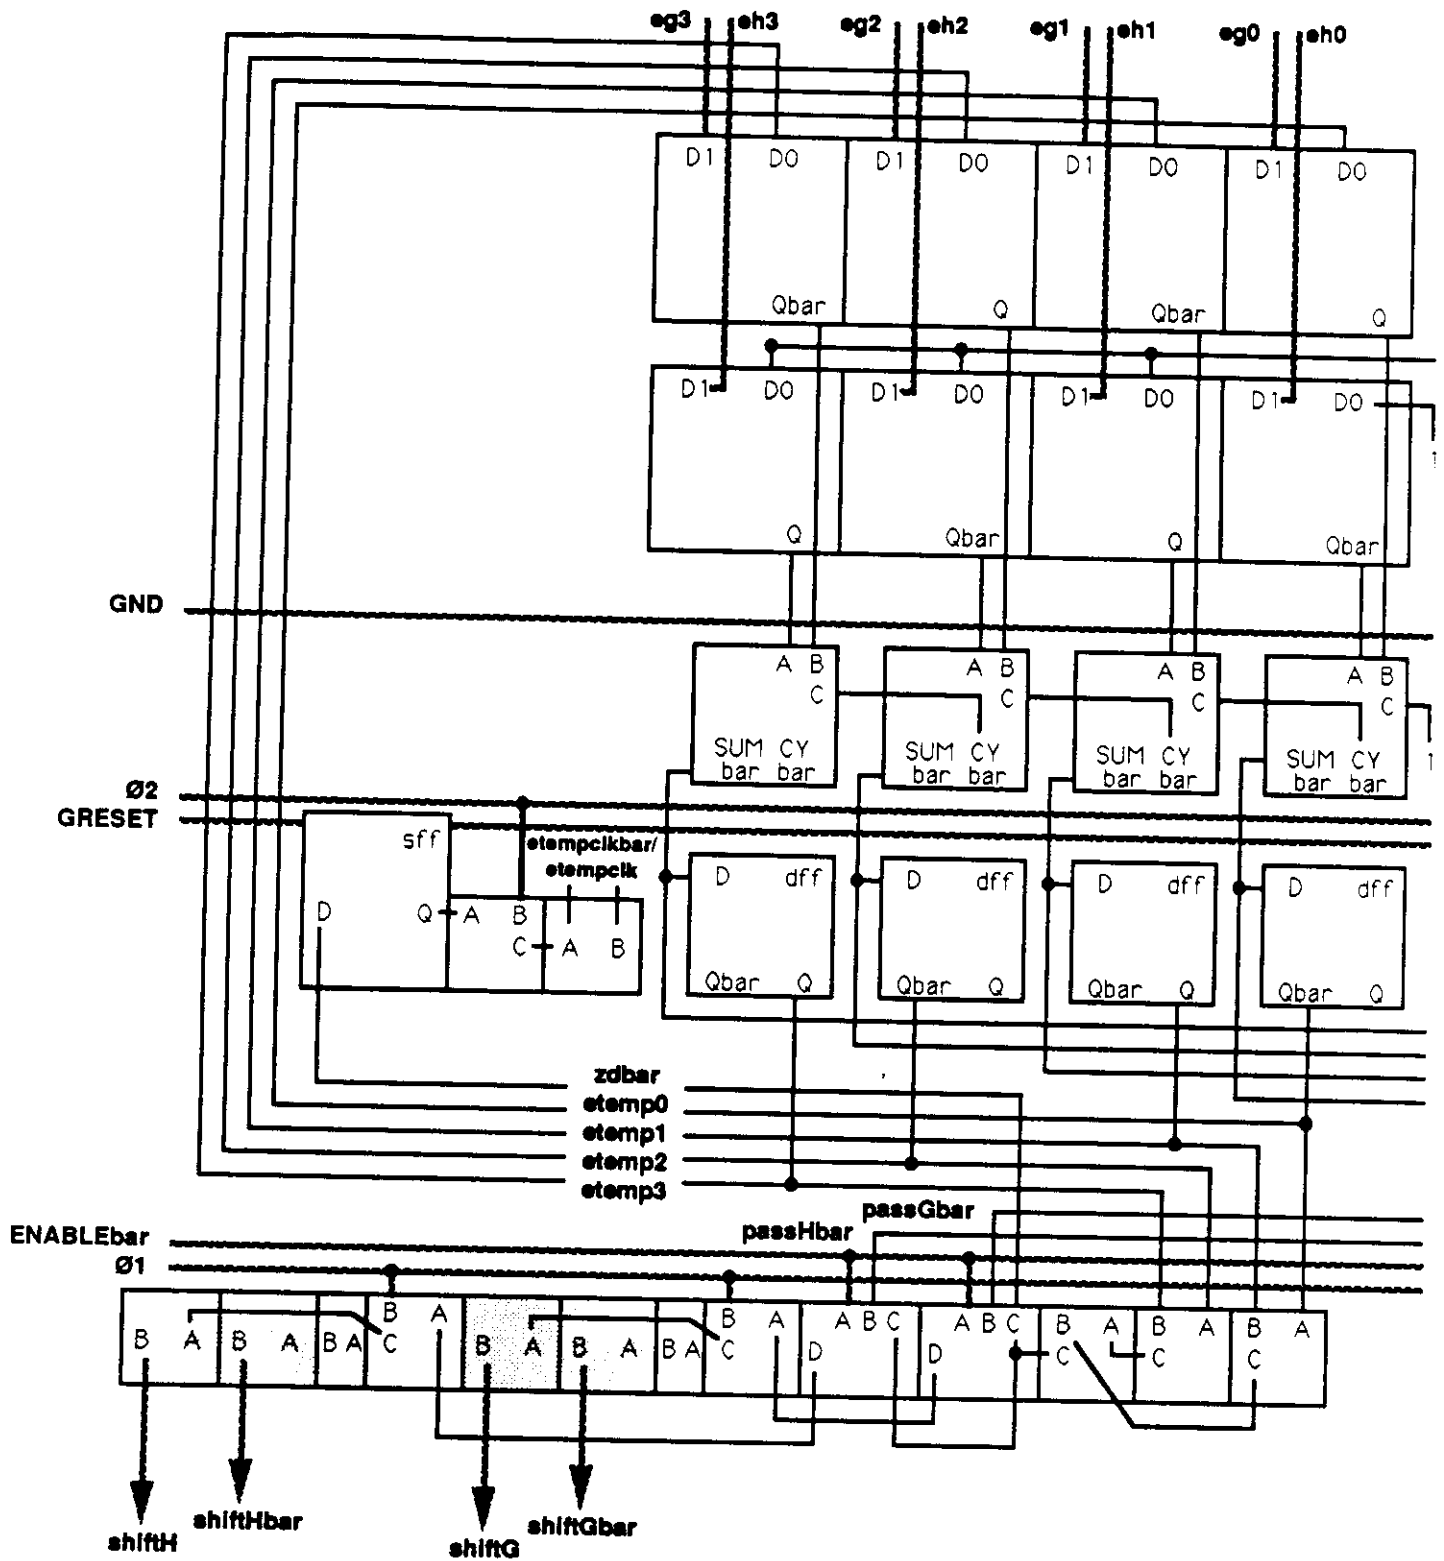 eg3 eh3 eg2 eh2 eg1 eh1 eg0 eh0
D1 D0 D1 D0 D1 D0 D1 D0
Qbar Q Qbar Q
D1 D0 D1 D0 D1 D0 D1 D0
1
Q Qbar Q Qbar
GND
A B A B A B A B
C C C C
SUM CY SUM CY SUM CY SUM CY
bar bar bar bar bar bar bar bar
1
Ø2
GRESET
sff
etempclkbar/
etempclk
D Q A B
C A B
D dff D dff D dff D dff
Qbar Q Qbar Q Qbar Q Qbar Q
zdbar
etemp0
etemp1
etemp2
etemp3
passGbar
passHbar
ENABLEbar
Ø1
B A B A B A B C A B A B A B A B C A D A B C D A B C B C A B C A B C A
shiftH
shiftHbar
shiftG
shiftGbar